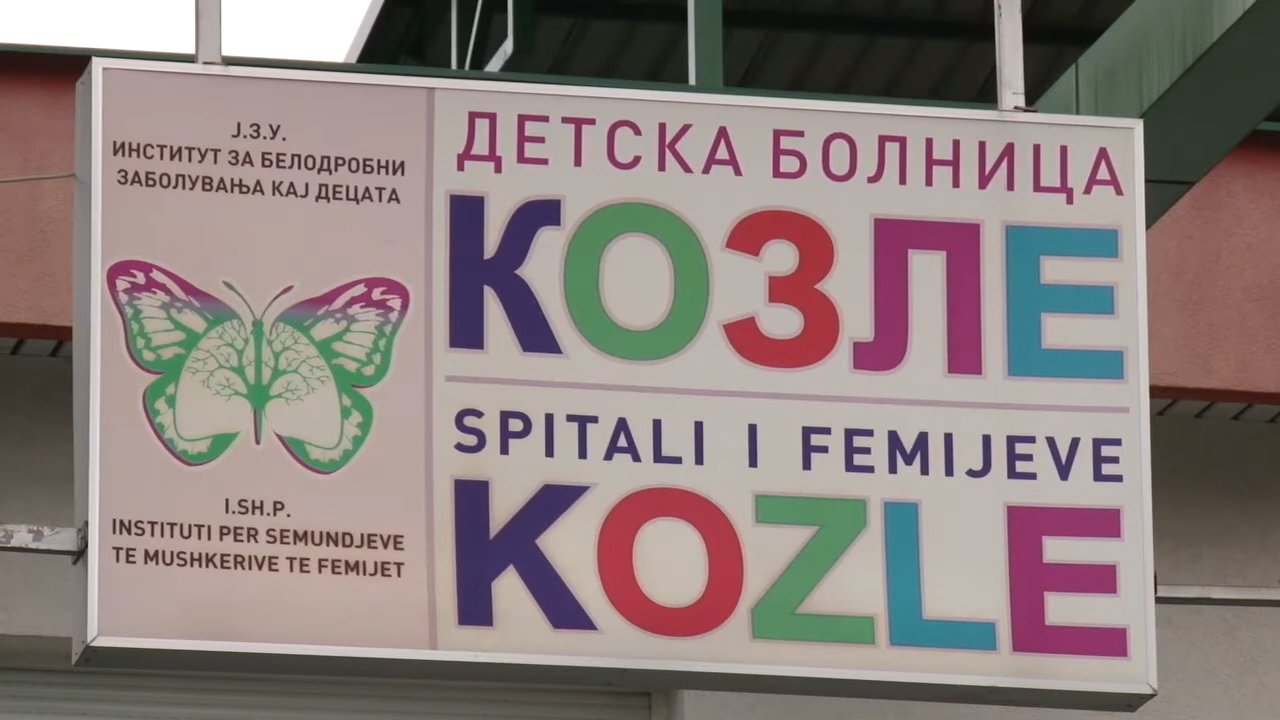 Ј.З.У.
ИНСТИТУТ ЗА БЕЛОДРОБНИ
ЗАБОЛУВАЊА КАЈ ДЕЦАТА
I.SH.P.
INSTITUTI PER SEMUNDJEVE
TE MUSHKERIVE TE FEMIJET
ДЕТСКА БОЛНИЦА
КОЗЛЕ
SPITALI I FEMIJEVE
KOZLE